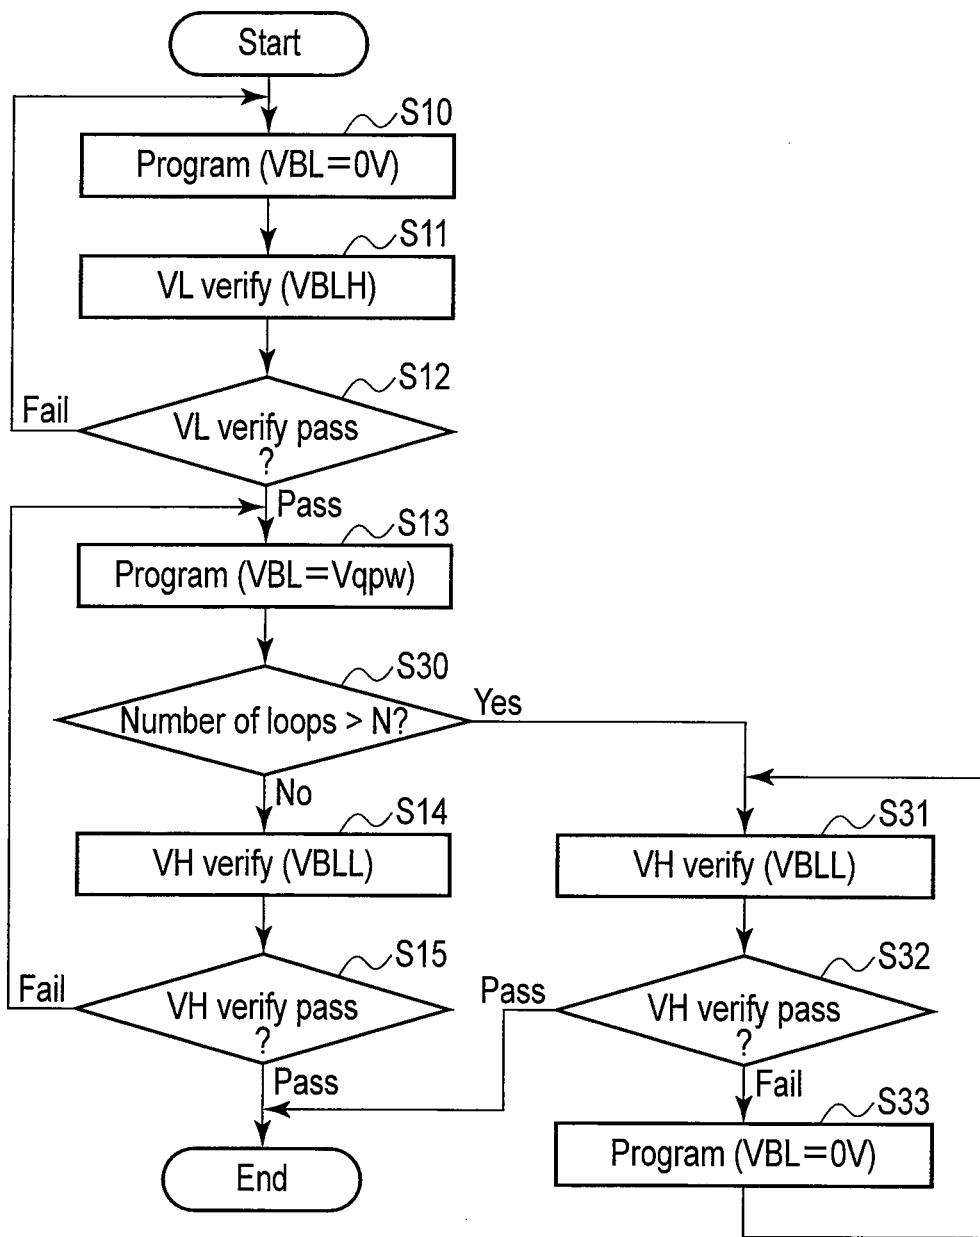 Start
S10
Program (VBL=0V)
S11
VL verify (VBLH)
S12
Fail
VL verify pass
?
Pass
S13
Program (VBL=Vqpw)
S30
Number of loops > N?
Yes
No
S14
VH verify (VBLL)
S31
VH verify (VBLL)
S15
Fail
VH verify pass
?
Pass
S32
Pass
VH verify pass
?
Fail
S33
Program (VBL=0V)
End